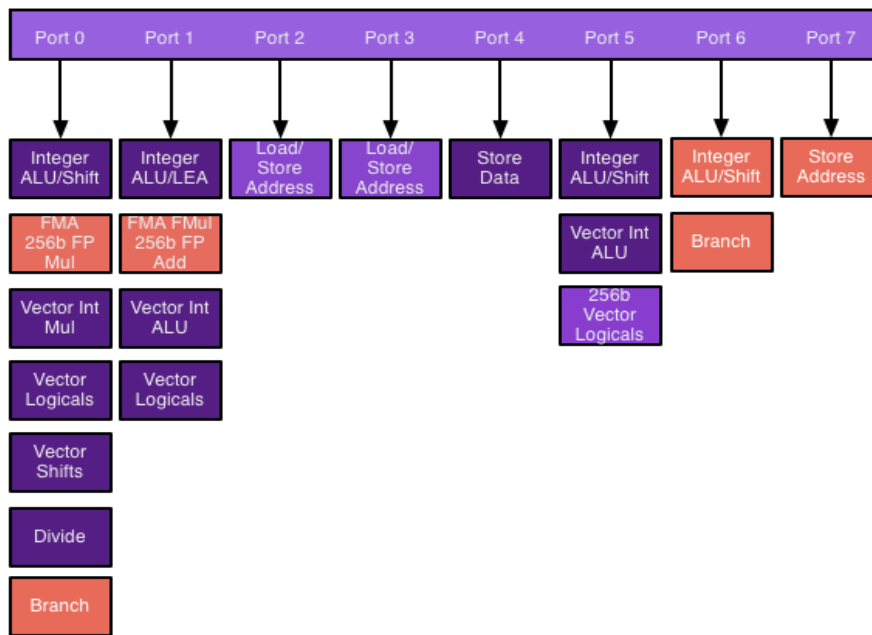 Port 0 Port 1 Port 2 Port 3 Port 4 Port 5 Port 6 Port 7
Integer
ALU/Shift
Integer
ALU/LEA
Load/
Store
Address
Load/
Store
Address
Store
Data
Integer
ALU/Shift
Integer
ALU/Shift
Store
Address
FMA
256b FP
Mul
FMA FMul
256b FP
Add
Vector Int
ALU
Branch
Vector Int
Mul
Vector Int
ALU
256b
Vector
Logicals
Vector
Logicals
Vector
Logicals
Vector
Shifts
Divide
Branch